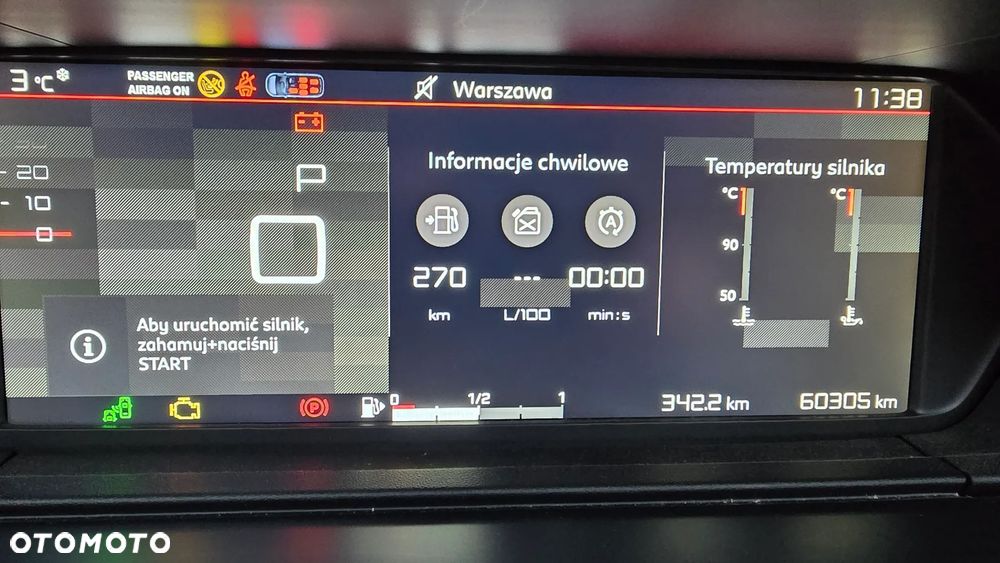 3 °C
PASSENGER
AIRBAG ON
Warszawa
11:38
20
10
0
P
0
Aby uruchomić silnik,
zahamuj+naciśnij
START
Informacje chwilowe
A
270 --- 00:00
km L/100 min:s
Temperatury silnika
°C °C
90
50
P
0 1/2 1
342.2 km
60305 km
OTOMOTO